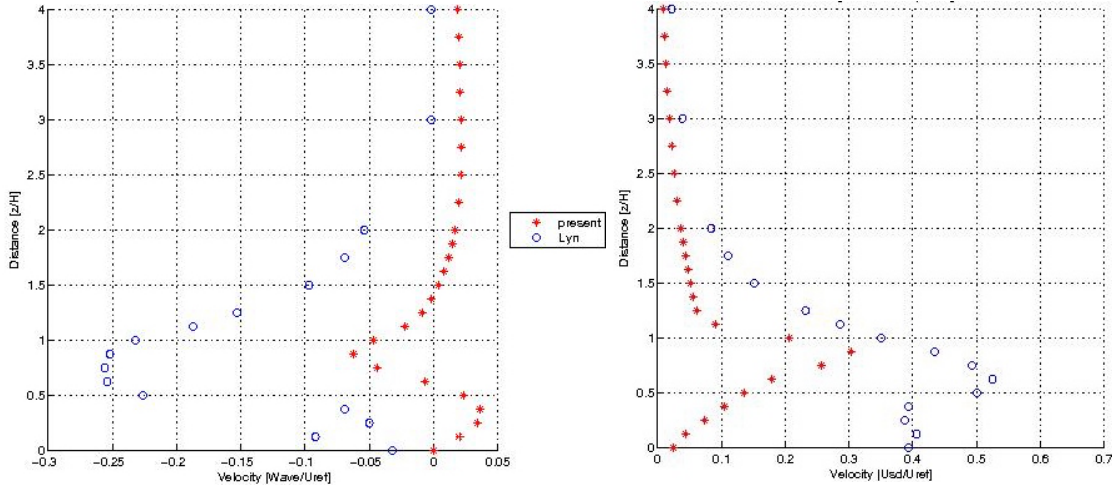 4
3.5
3
2.5
2
1.5
1
0.5
0
Distance [z/H]
−0.3 −0.25 −0.2 −0.15 −0.1 −0.05 0 0.05
Velocity [Wave/Uref]
present
Lyn
4
3.5
3
2.5
2
1.5
1
0.5
0
Distance [z/H]
0 0.1 0.2 0.3 0.4 0.5 0.6 0.7
Velocity [Usd/Uref]